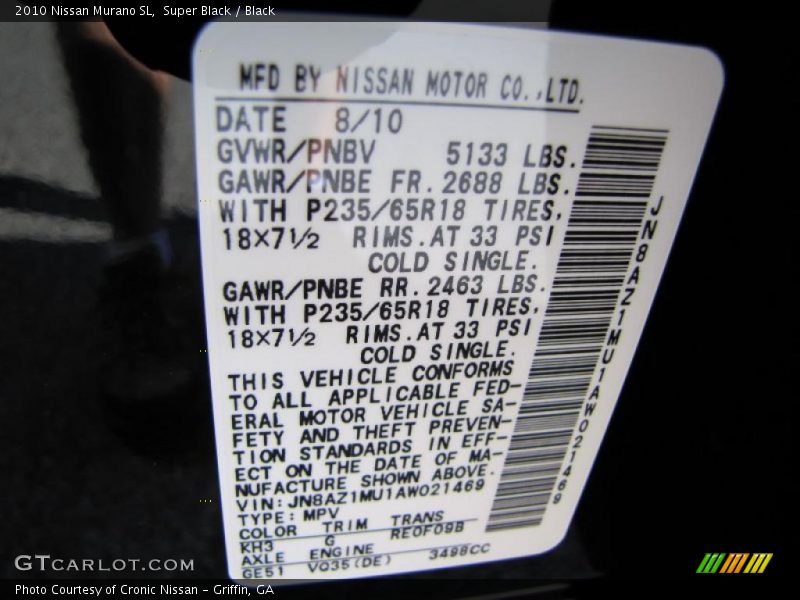 2010 Nissan Murano SL,  Super Black / Black
MFD BY NISSAN MOTOR CO.,LTD.
DATE 8/10
GVWR/PNBV 5133 LBS.
GAWR/PNBE FR. 2688 LBS.
WITH P235/65R18 TIRES,
18×7½ RIMS. AT 33 PSI
COLD SINGLE.
GAWR/PNBE RR. 2463 LBS.
WITH P235/65R18 TIRES,
18×7½ RIMS. AT 33 PSI
COLD SINGLE.
THIS VEHICLE CONFORMS
TO ALL APPLICABLE FED-
ERAL MOTOR VEHICLE SA-
FETY AND THEFT PREVEN-
TION STANDARDS IN EFF-
ECT ON THE DATE OF MA-
NUFACTURE SHOWN ABOVE.
VIN: JN8AZ1MU1AW021469
TYPE: MPV
COLOR TRIM TRANS
KH3 G RE0F09B
AXLE ENGINE
GE51 VQ35(DE) 3498CC
JN8AZ1MU1AW021469
GTCARLOT.COM
Photo Courtesy of Cronic Nissan - Griffin, GA